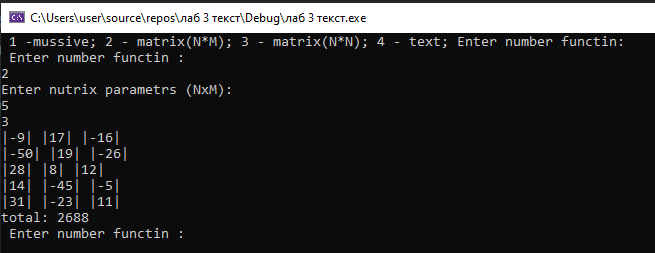 C:\Users\user\source\repos\лаб 3 текст\Debug\лаб 3 текст.exe
1 -mussive; 2 - matrix(N*M); 3 - matrix(N*N); 4 - text; Enter number functin:
Enter number functin :
2
Enter nutrix parametrs (NxM):
5
3
|-9| |17| |-16|
|-50| |19| |-26|
|28| |8| |12|
|14| |-45| |-5|
|31| |-23| |11|
total: 2688
Enter number functin :